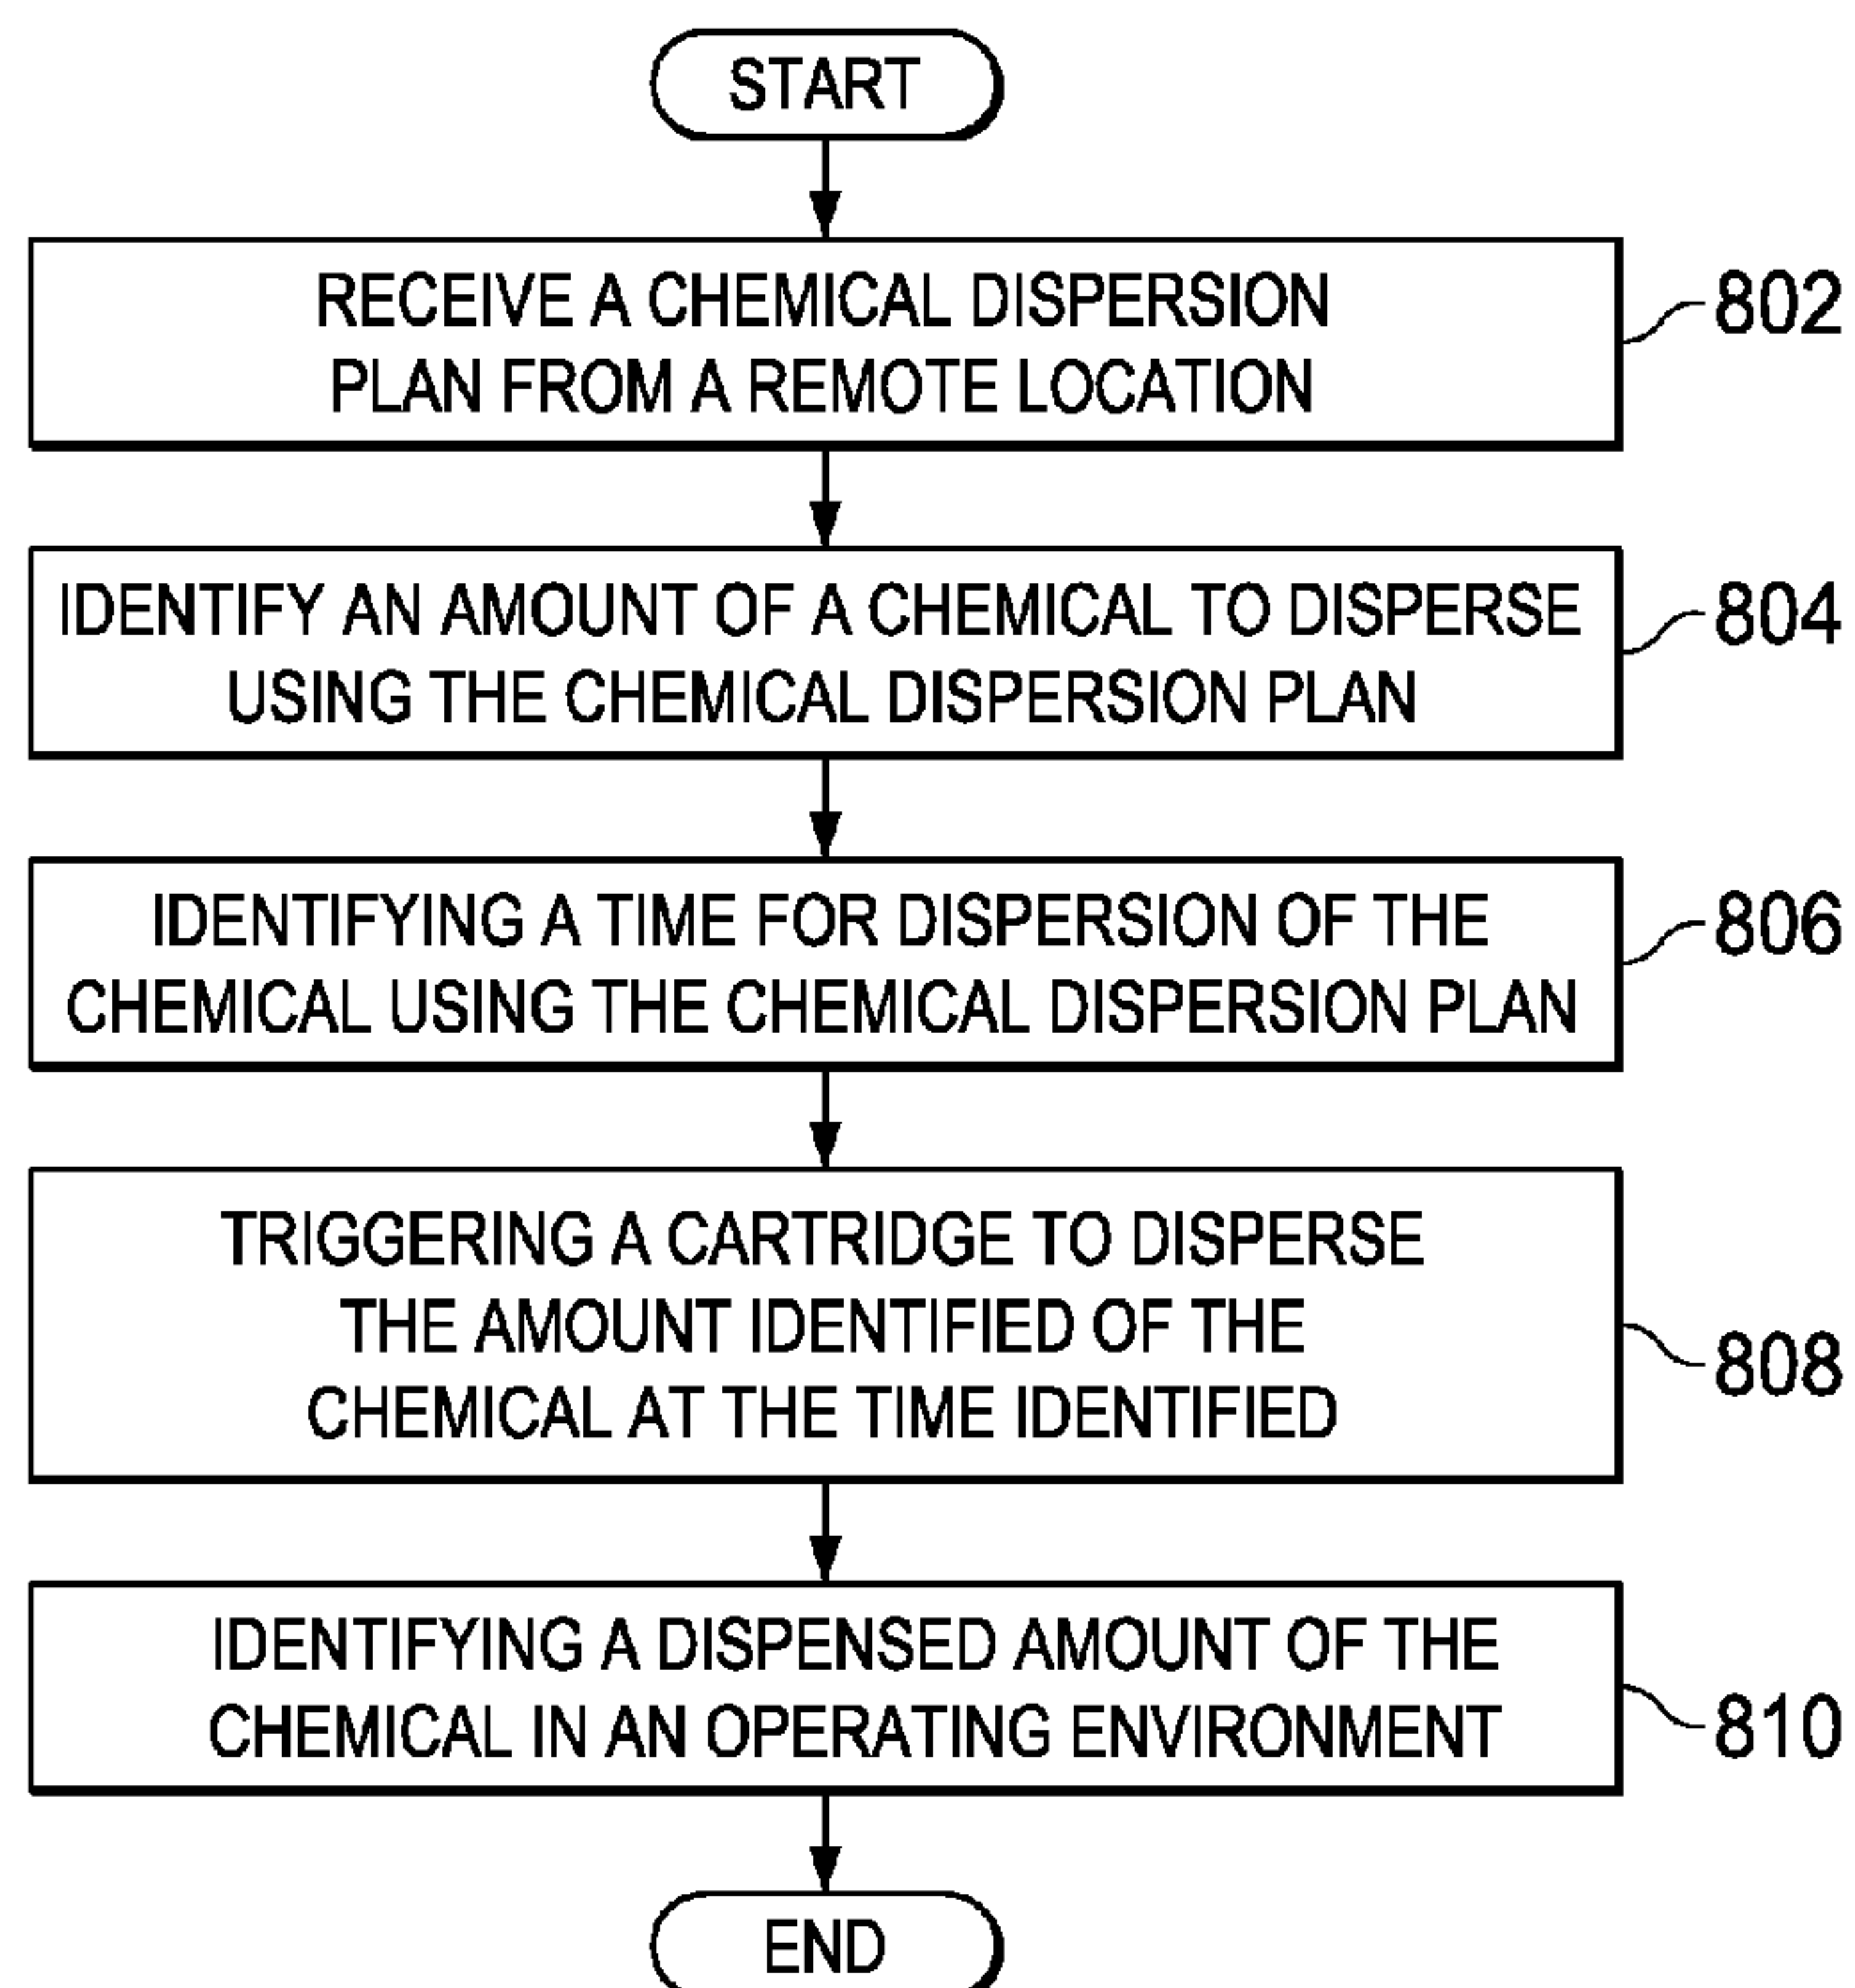 START
RECEIVE A CHEMICAL DISPERSION
PLAN FROM A REMOTE LOCATION
802
IDENTIFY AN AMOUNT OF A CHEMICAL TO DISPERSE
USING THE CHEMICAL DISPERSION PLAN
804
IDENTIFYING A TIME FOR DISPERSION OF THE
CHEMICAL USING THE CHEMICAL DISPERSION PLAN
806
TRIGGERING A CARTRIDGE TO DISPERSE
THE AMOUNT IDENTIFIED OF THE
CHEMICAL AT THE TIME IDENTIFIED
808
IDENTIFYING A DISPENSED AMOUNT OF THE
CHEMICAL IN AN OPERATING ENVIRONMENT
810
END